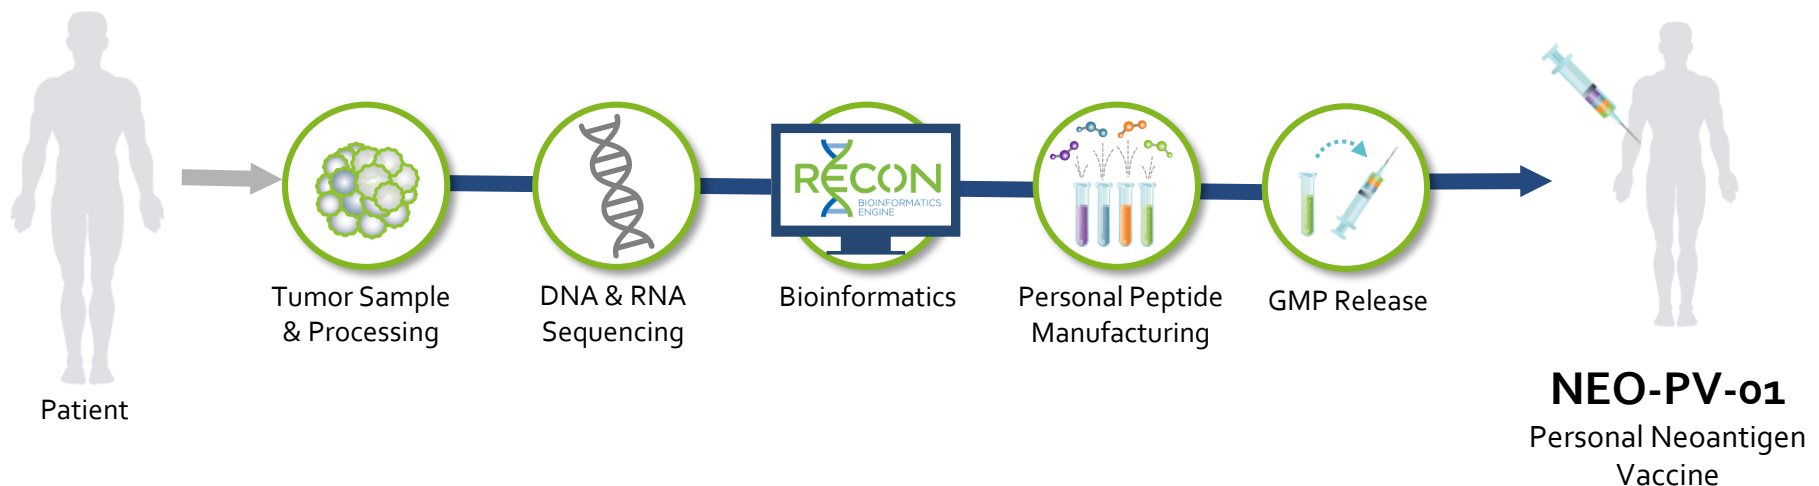 Patient
Tumor Sample
& Processing
DNA & RNA
Sequencing
RECON
BIOINFORMATICS
ENGINE
Bioinformatics
Personal Peptide
Manufacturing
GMP Release
NEO-PV-01
Personal Neoantigen
Vaccine